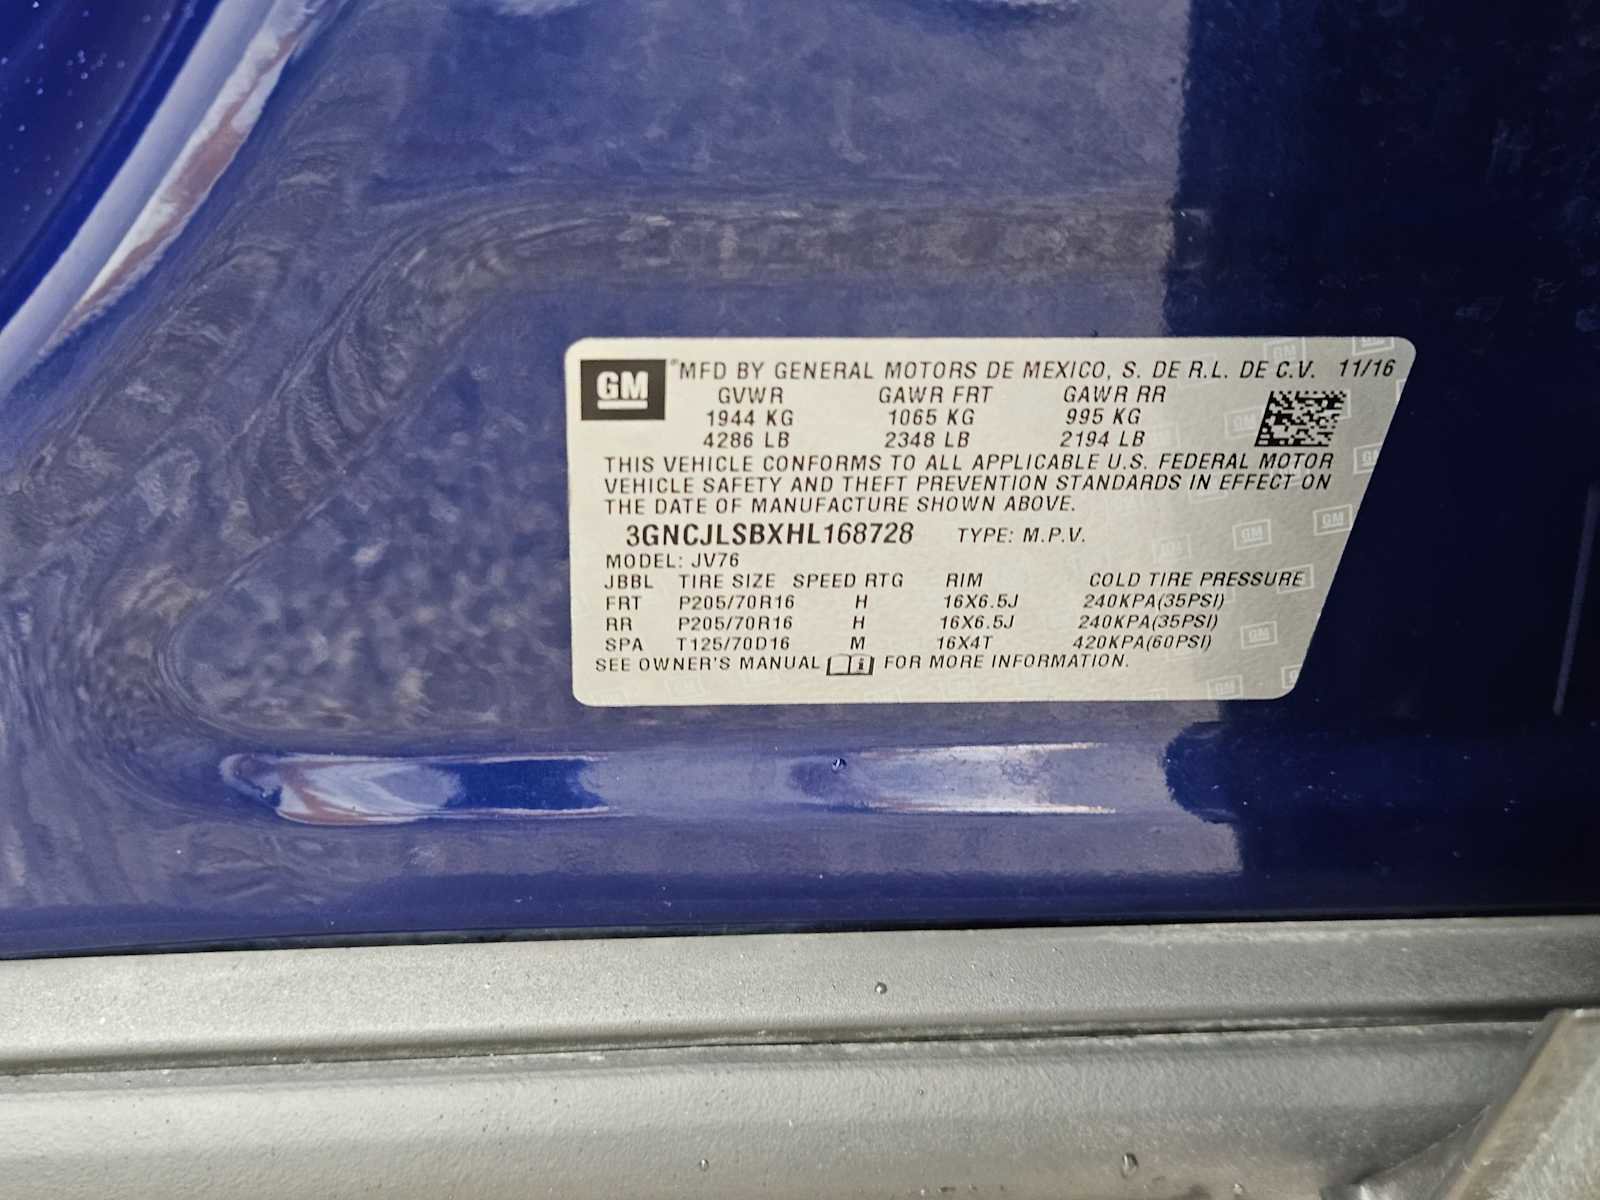 GM ®MFD BY GENERAL MOTORS DE MEXICO, S. DE R.L. DE C.V. 11/16
GVWR GAWR FRT GAWR RR
1944 KG 1065 KG 995 KG
4286 LB 2348 LB 2194 LB
THIS VEHICLE CONFORMS TO ALL APPLICABLE U.S. FEDERAL MOTOR
VEHICLE SAFETY AND THEFT PREVENTION STANDARDS IN EFFECT ON
THE DATE OF MANUFACTURE SHOWN ABOVE.
3GNCJLSBXHL168728 TYPE: M.P.V.
MODEL: JV76
JBBL TIRE SIZE SPEED RTG RIM COLD TIRE PRESSURE
FRT P205/70R16 H 16X6.5J 240KPA(35PSI)
RR P205/70R16 H 16X6.5J 240KPA(35PSI)
SPA T125/70D16 M 16X4T 420KPA(60PSI)
SEE OWNER'S MANUAL i FOR MORE INFORMATION.